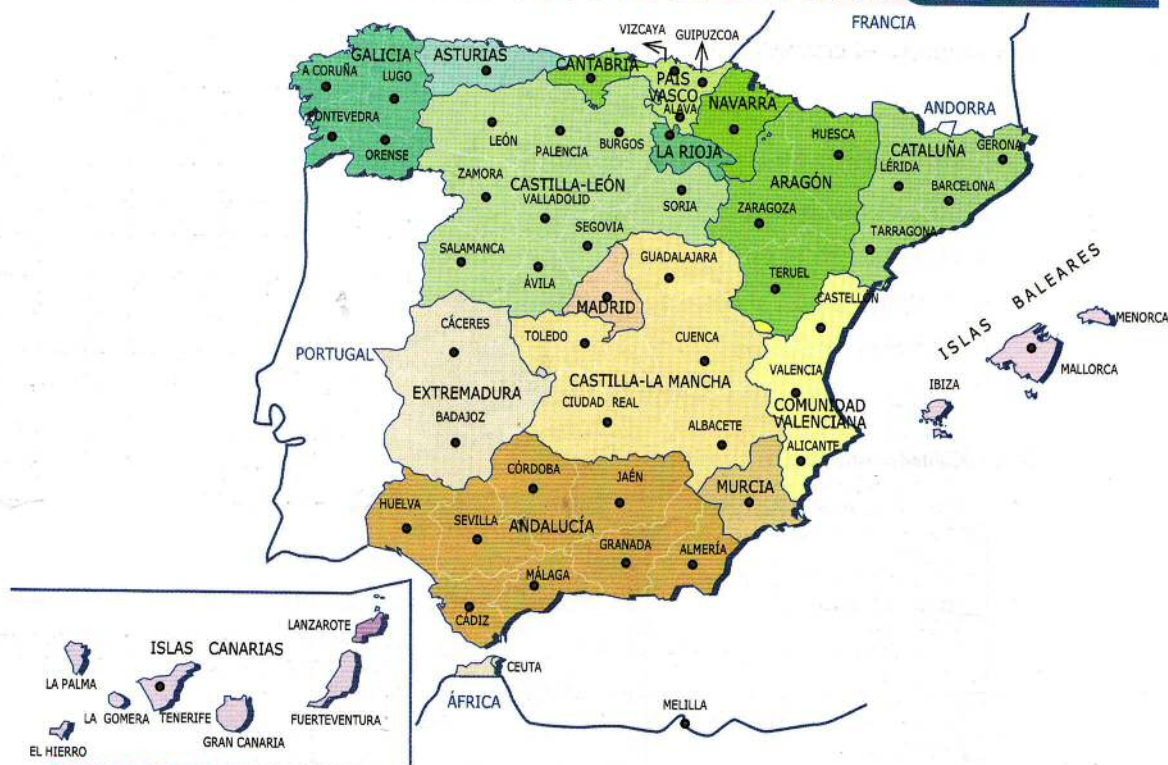 FRANCIA
VIZCAYA
GUIPUZCOA
GALICIA
ASTURIAS
CANTABRIA
PAÍS
VASCO
A CORUÑA
LUGO
ÁLAVA
NAVARRA
ANDORRA
PONTEVEDRA
ORENSE
LEÓN
PALENCIA
BURGOS
LA RIOJA
HUESCA
CATALUÑA
GERONA
LÉRIDA
BARCELONA
ZAMORA
CASTILLA-LEÓN
VALLADOLID
SORIA
ARAGÓN
ZARAGOZA
TARRAGONA
SALAMANCA
SEGOVIA
ÁVILA
GUADALAJARA
TERUEL
MADRID
CASTELLÓN
ISLAS BALEARES
MENORCA
MALLORCA
IBIZA
PORTUGAL
CÁCERES
TOLEDO
CUENCA
VALENCIA
EXTREMADURA
CASTILLA-LA MANCHA
COMUNIDAD
VALENCIANA
BADAJOZ
CIUDAD REAL
ALBACETE
ALICANTE
CÓRDOBA
JAÉN
MURCIA
HUELVA
SEVILLA
ANDALUCÍA
GRANADA
ALMERÍA
MÁLAGA
CÁDIZ
CEUTA
ÁFRICA
MELILLA
ISLAS CANARIAS
LANZAROTE
LA PALMA
LA GOMERA
TENERIFE
FUERTEVENTURA
GRAN CANARIA
EL HIERRO